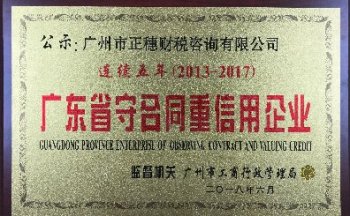 公示：广州市正穗财税咨询有限公司
连续五年(2013-2017)
广东省守合同重信用企业
GUANGDONG PROVINCE ENTERPRISE OF OBSERVING CONTRACT AND VALUING CREDIT
监督机关 广州市工商行政管理局
二〇一八年六月